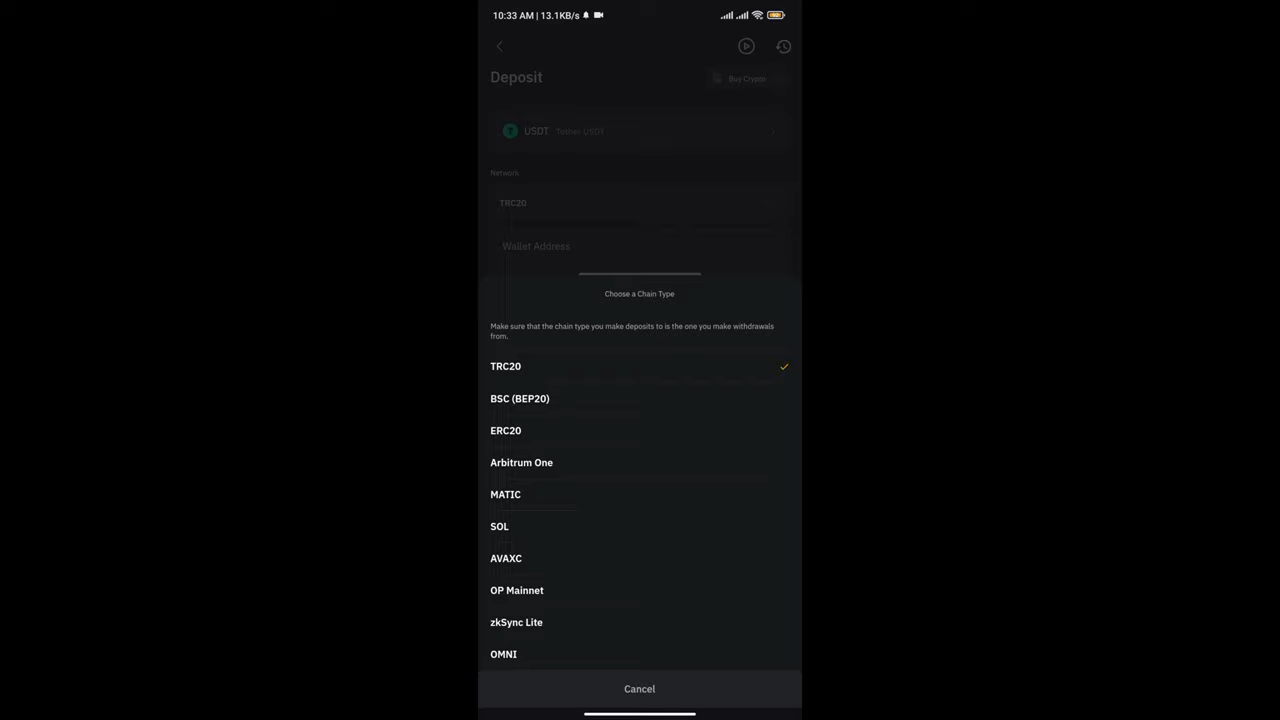 10:33 AM | 13.1KB/s
Deposit
Buy Crypto
USDT Tether USDT
Network
TRC20
Wallet Address
Choose a Chain Type
Make sure that the chain type you make deposits to is the one you make withdrawals
from.
TRC20
BSC (BEP20)
ERC20
Arbitrum One
MATIC
SOL
AVAXC
OP Mainnet
zkSync Lite
OMNI
Cancel